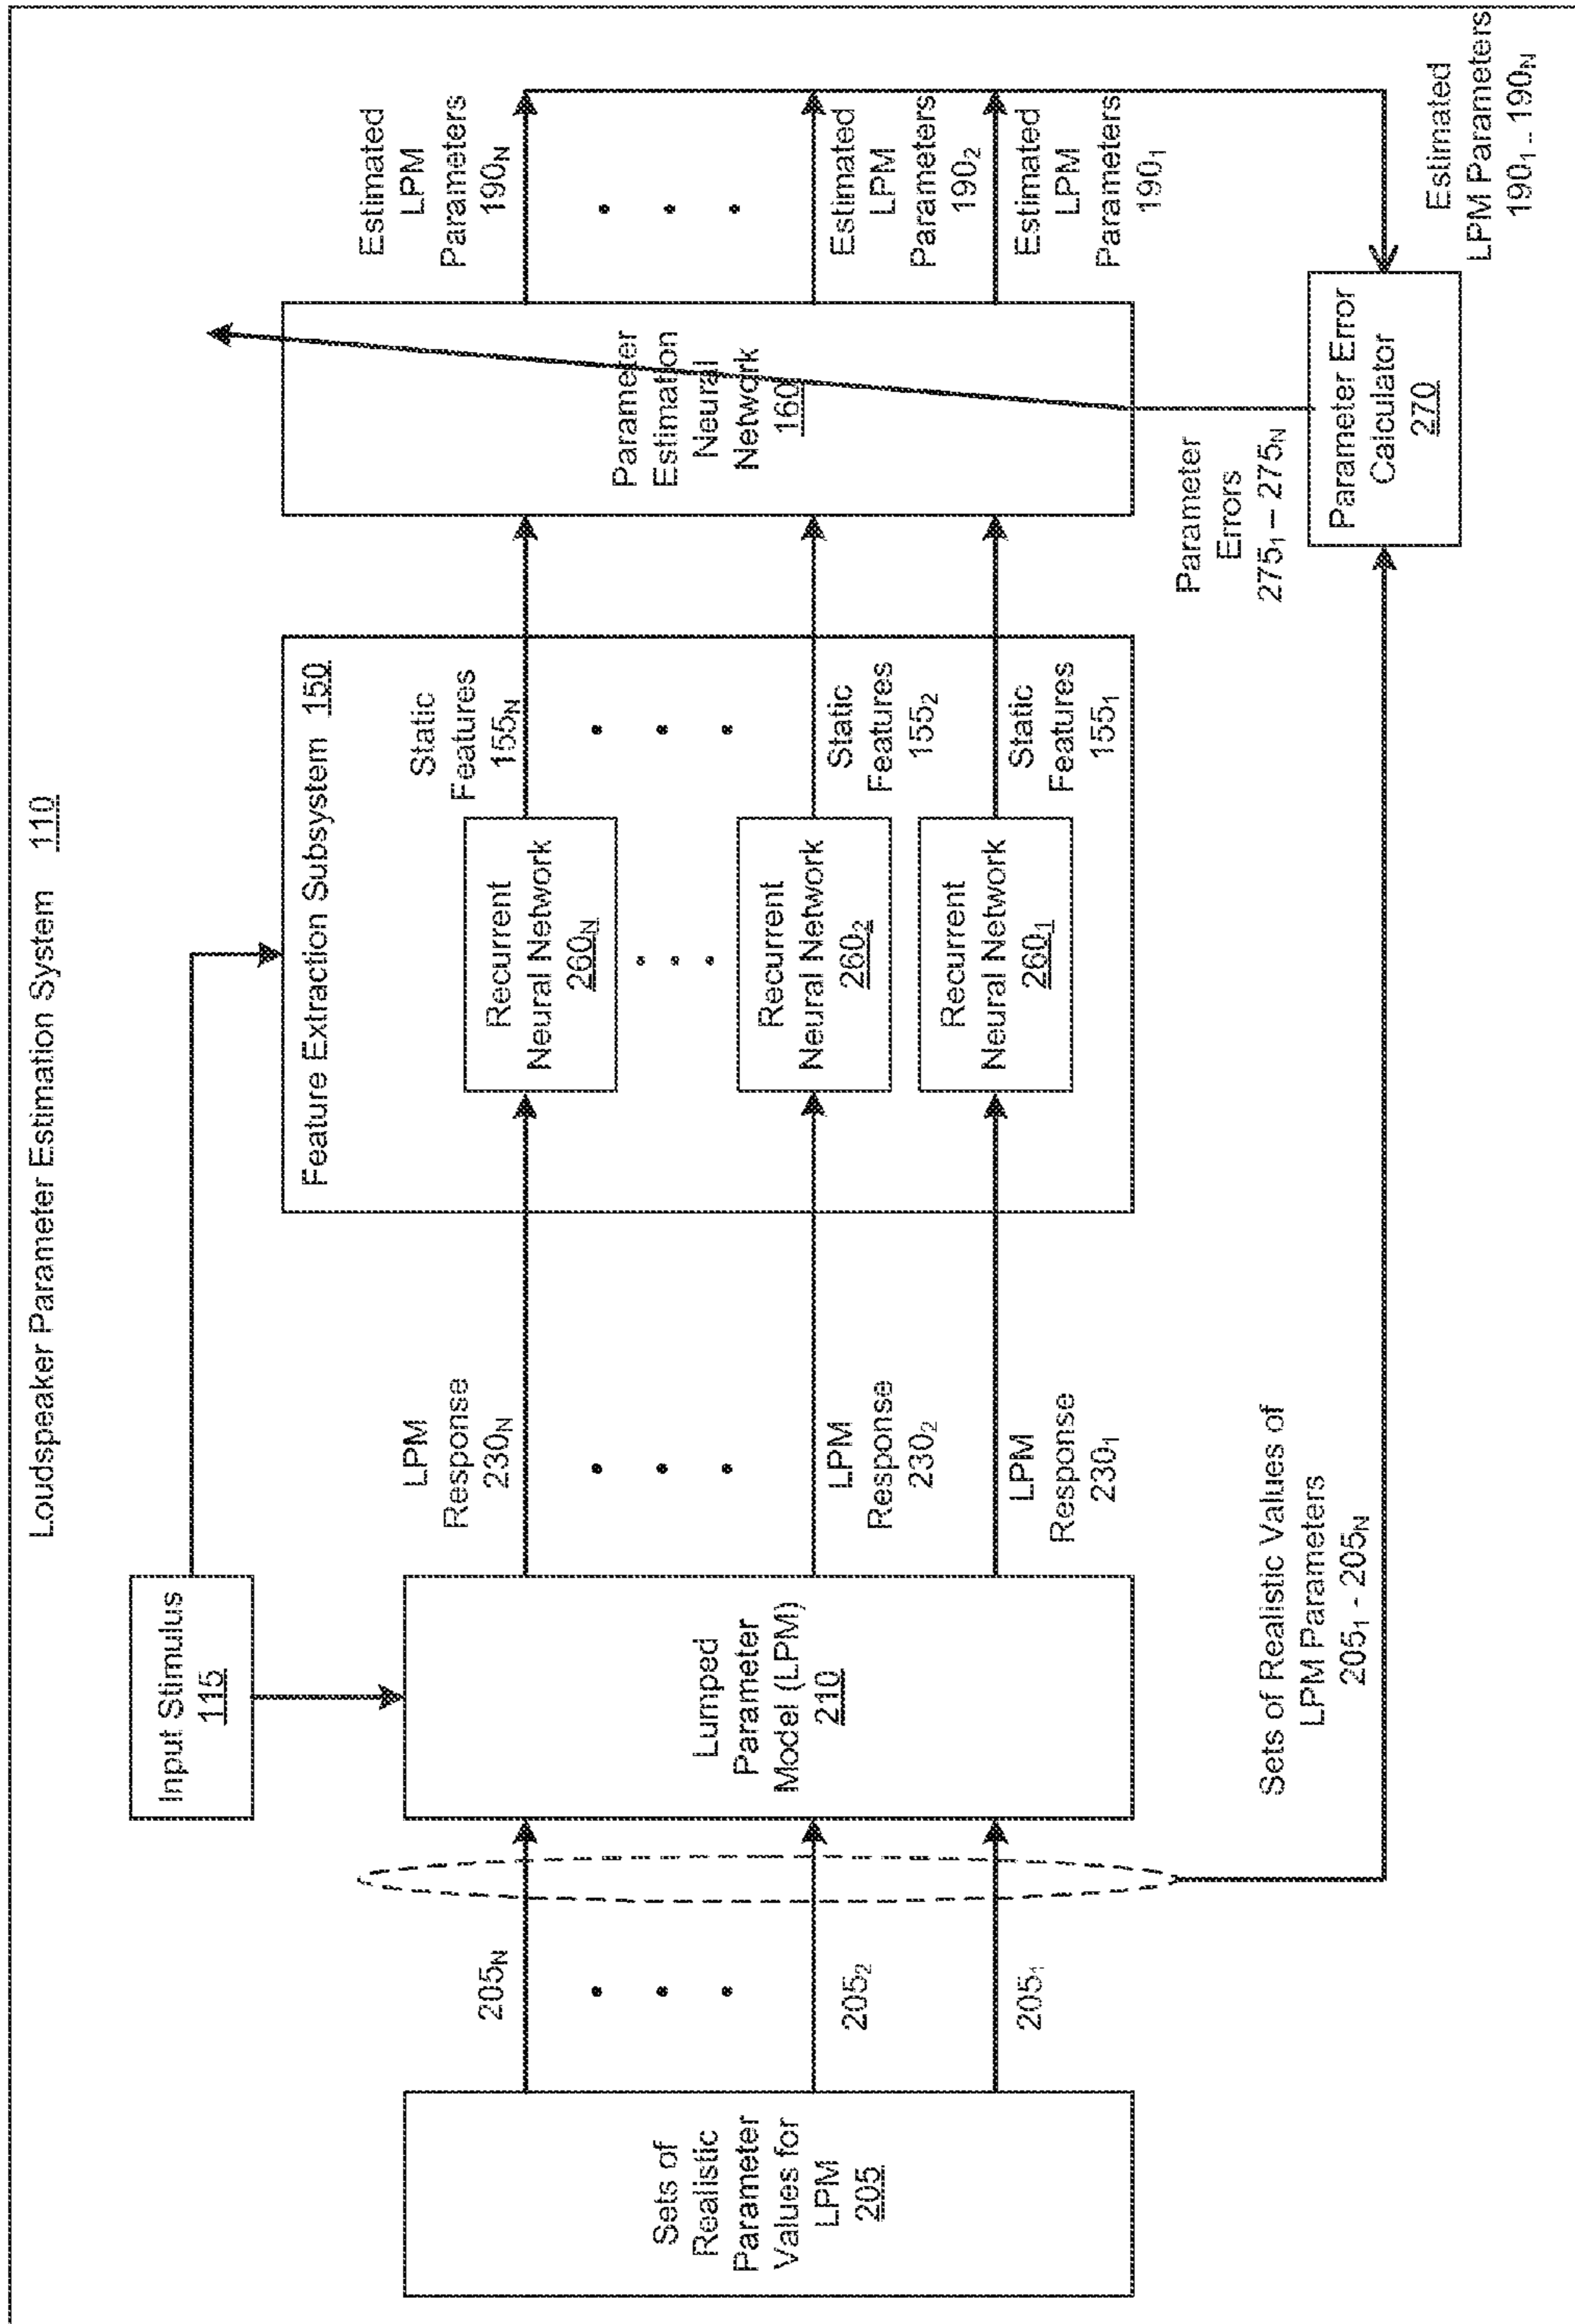 Loudspeaker Parameter Estimation System 110
Input Stimulus
115
Sets of
Realistic
Parameter
Values for
LPM
205
205N
205₂
205₁
Lumped
Parameter
Model (LPM)
210
LPM
Response
230N
LPM
Response
230₂
LPM
Response
230₁
Feature Extraction Subsystem 150
Recurrent
Neural Network
260N
Recurrent
Neural Network
260₂
Recurrent
Neural Network
260₁
Static
Features
155N
Static
Features
155₂
Static
Features
155₁
Parameter
Estimation
Neural
Network
160
Estimated
LPM
Parameters
190N
Estimated
LPM
Parameters
190₂
Estimated
LPM
Parameters
190₁
Sets of Realistic Values of
LPM Parameters
205₁ - 205N
Parameter
Errors
275₁ – 275N
Parameter Error
Calculator
270
Estimated
LPM Parameters
190₁ .. 190N